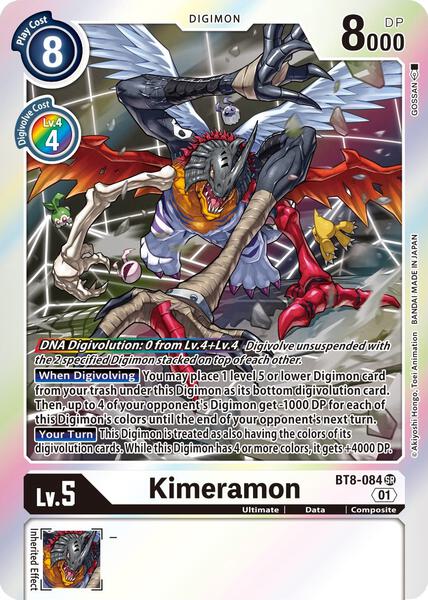 Play Cost
8
DIGIMON
DP
8000
Digivolve Cost
Lv.4
4
GOSSAN
DNA Digivolution: 0 from Lv.4+Lv.4 Digivolve unsuspended with
the 2 specified Digimon stacked on top of each other.
When Digivolving You may place 1 level 5 or lower Digimon card
from your trash under this Digimon as its bottom digivolution card.
Then, up to 4 of your opponent's Digimon get -1000 DP for each of
this Digimon's colors until the end of your opponent's next turn.
Your Turn This Digimon is treated as also having the colors of its
digivolution cards. While this Digimon has 4 or more colors, it gets +4000 DP.
©Akiyoshi Hongo, Toei Animation BANDAI MADE IN JAPAN
Lv.5
Kimeramon
BT8-084 SR
01
Ultimate | Data | Composite
Inherited Effect
–